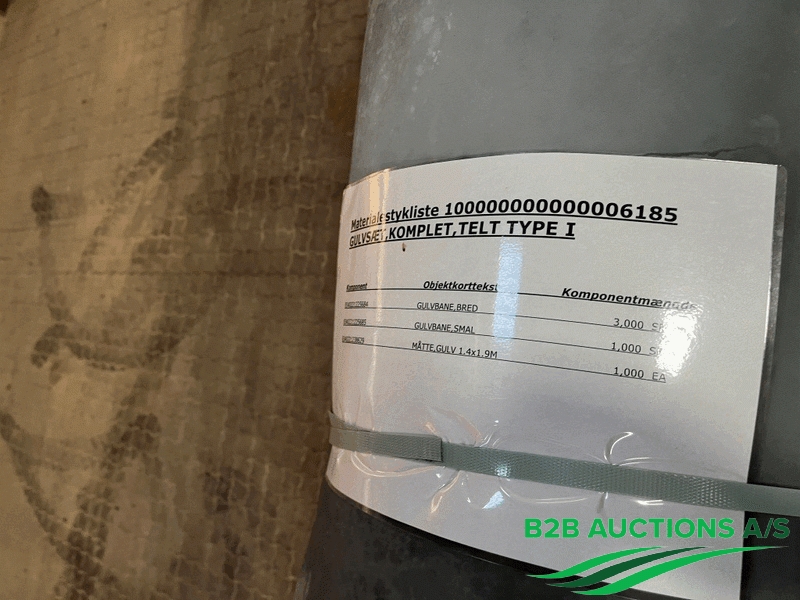 Materialestykliste 100000000000006185
GULVSÆT,KOMPLET,TELT TYPE I
Komponent Objektkorttekst Komponentmængde
GULVBANE,BRED 3,000
GULVBANE,SMAL 1,000
MÅTTE,GULV 1.4x1.9M 1,000 EA
B2B AUCTIONS A/S